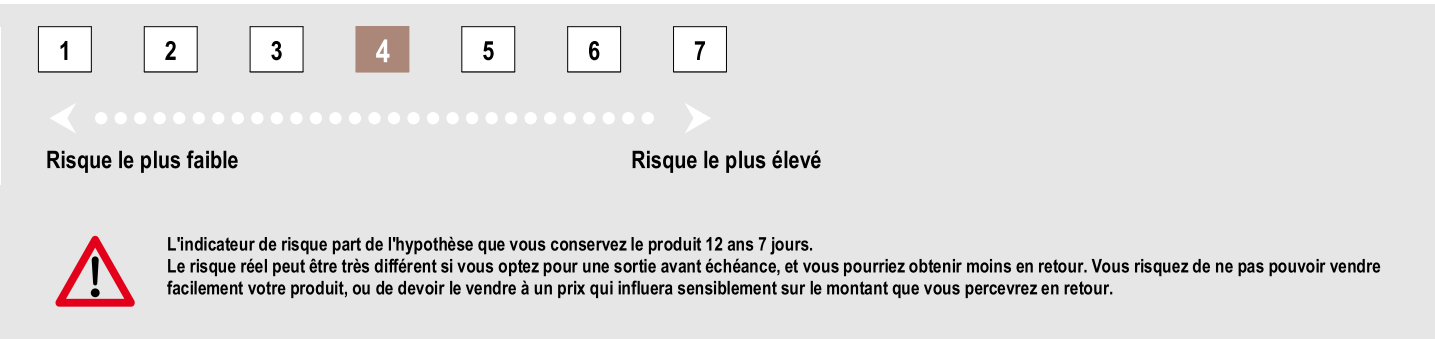 1 2 3 4 5 6 7
Risque le plus faible Risque le plus élevé
L'indicateur de risque part de l'hypothèse que vous conservez le produit 12 ans 7 jours.
Le risque réel peut être très différent si vous optez pour une sortie avant échéance, et vous pourriez obtenir moins en retour. Vous risquez de ne pas pouvoir vendre
facilement votre produit, ou de devoir le vendre à un prix qui influera sensiblement sur le montant que vous percevrez en retour.